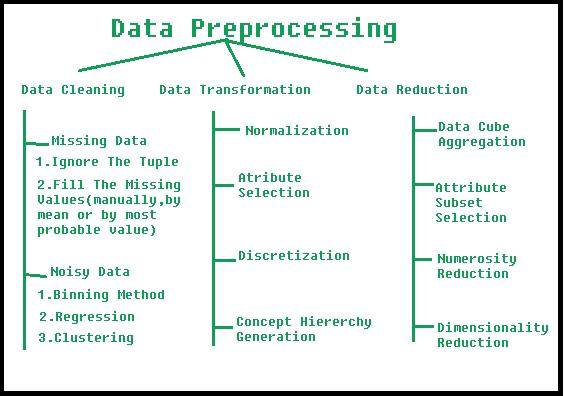 Data Preprocessing
Data Cleaning
Missing Data
1.Ignore The Tuple
2.Fill The Missing
Values(manually,by
mean or by most
probable value)
Noisy Data
1.Binning Method
2.Regression
3.Clustering
Data Transformation
Normalization
Atribute
Selection
Discretization
Concept Hiererchy
Generation
Data Reduction
Data Cube
Aggregation
Attribute
Subset
Selection
Numerosity
Reduction
Dimensionality
Reduction